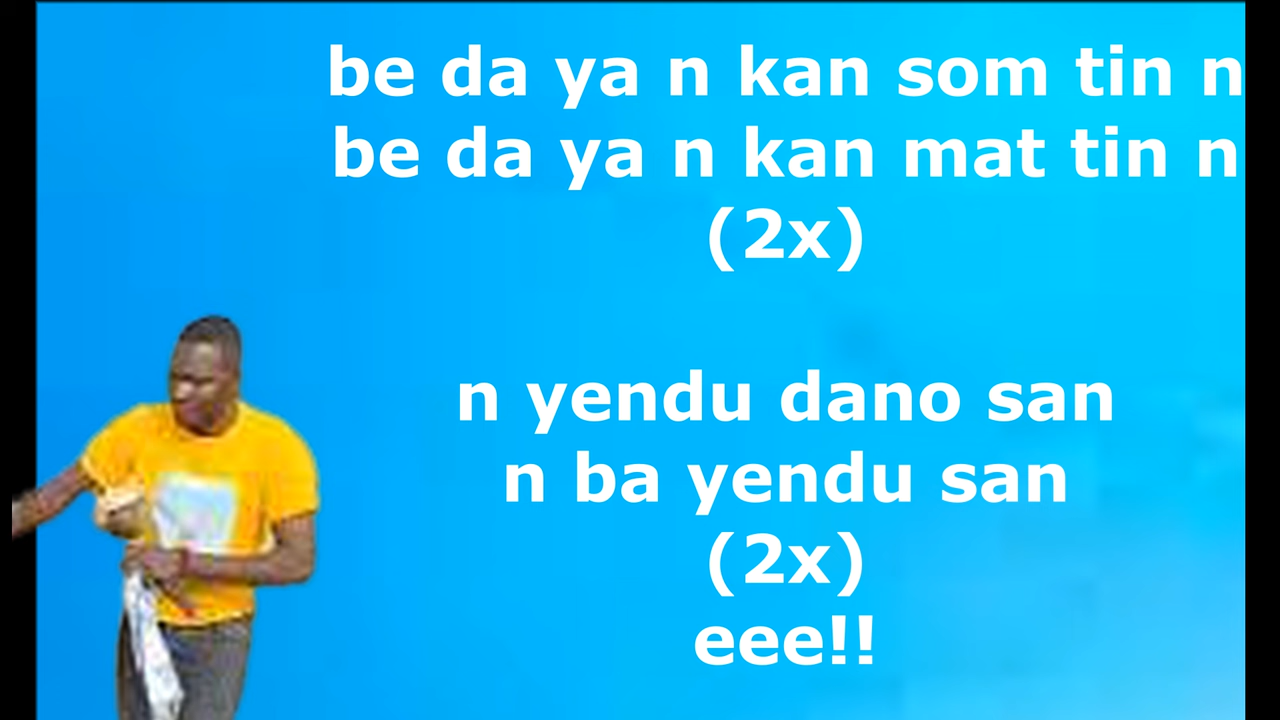 be da ya n kan som tin n
be da ya n kan mat tin n
(2x)
n yendu dano san
n ba yendu san
(2x)
eee!!